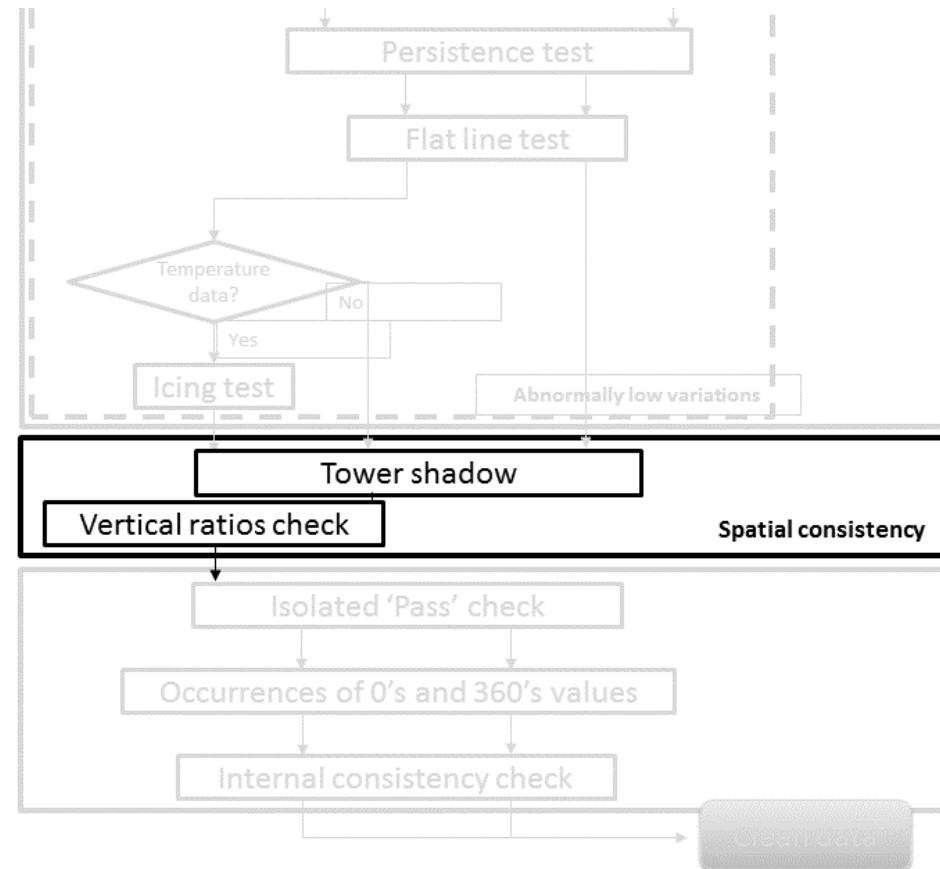 Persistence test
Flat line test
Temperature
data?
No
Yes
Icing test
Abnormally low variations
Tower shadow
Vertical ratios check
Spatial consistency
Isolated ‘Pass’ check
Occurrences of 0’s and 360’s values
Internal consistency check
Clean data